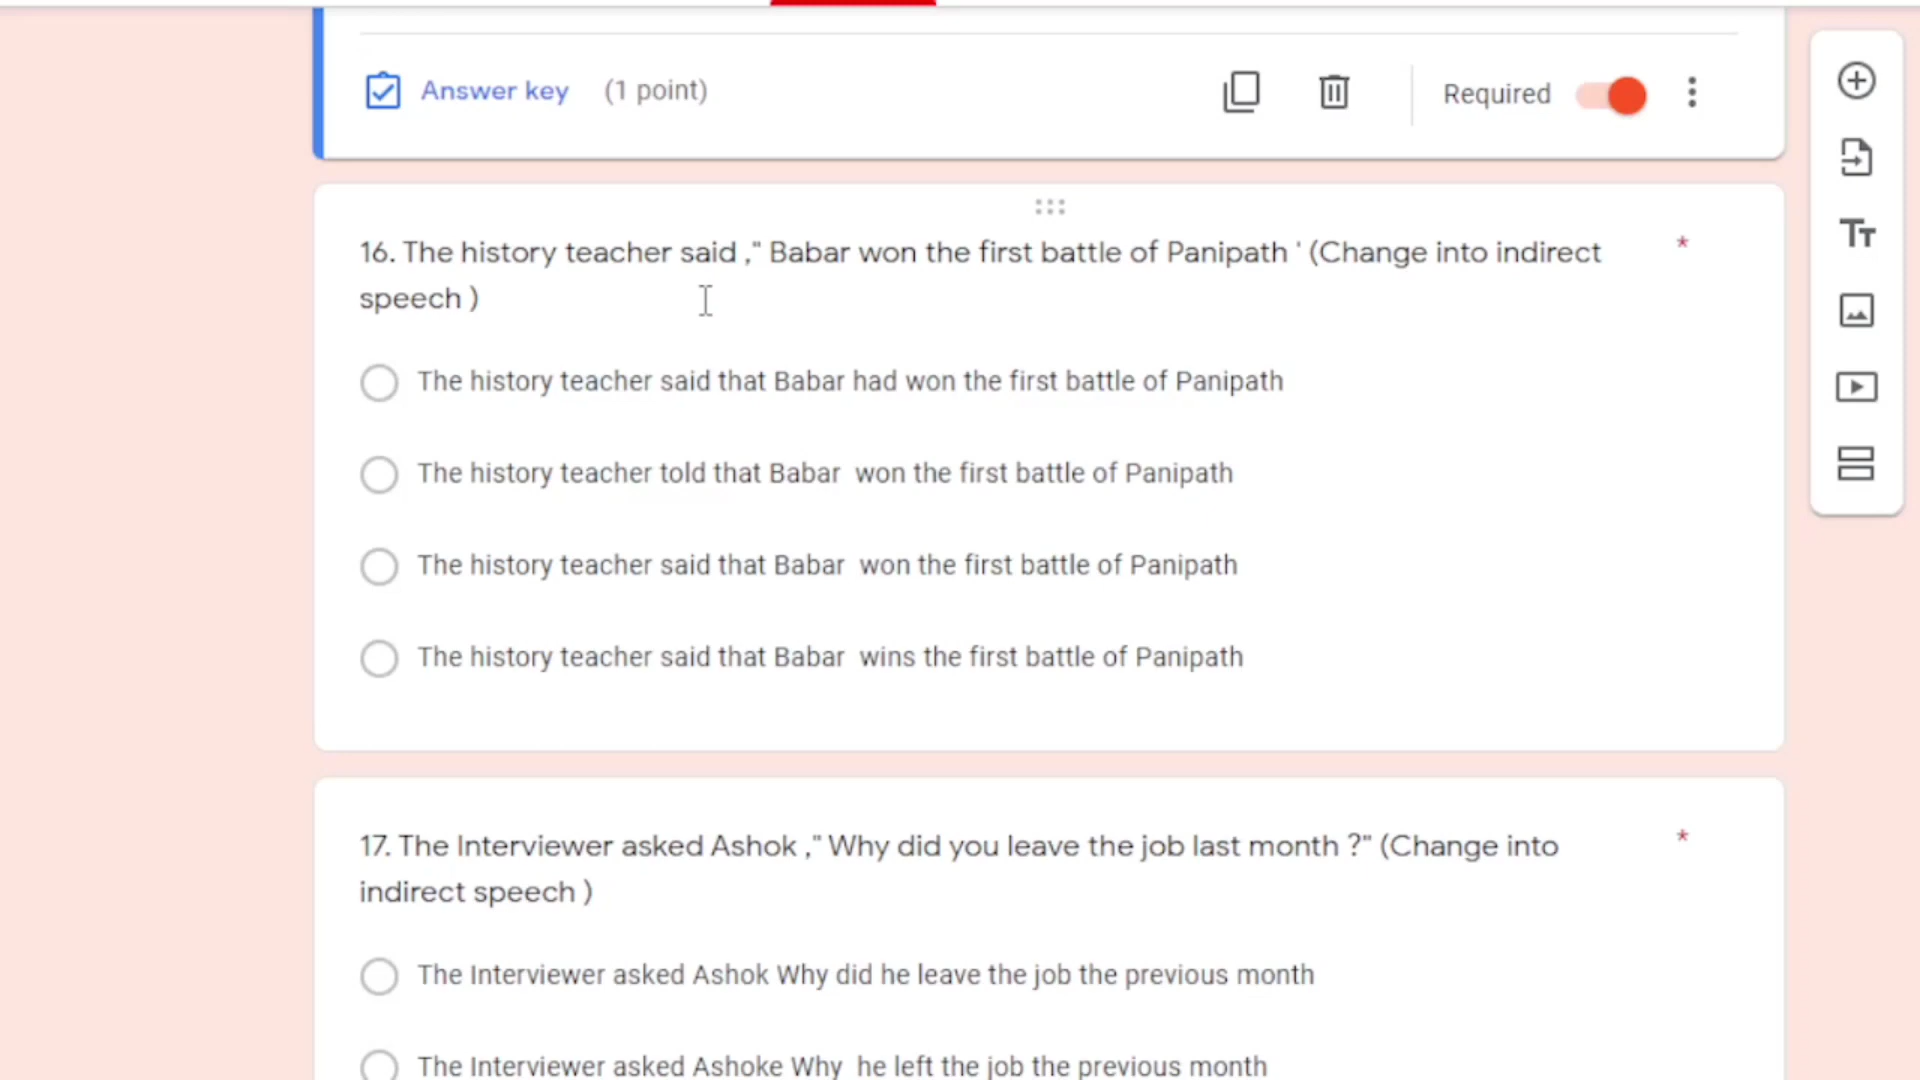 Answer key (1 point) Required
16. The history teacher said ," Babar won the first battle of Panipath ' (Change into indirect *
speech )
The history teacher said that Babar had won the first battle of Panipath
The history teacher told that Babar  won the first battle of Panipath
The history teacher said that Babar  won the first battle of Panipath
The history teacher said that Babar  wins the first battle of Panipath
17. The Interviewer asked Ashok ," Why did you leave the job last month ?" (Change into *
indirect speech )
The Interviewer asked Ashok Why did he leave the job the previous month
The Interviewer asked Ashoke Why  he left the job the previous month